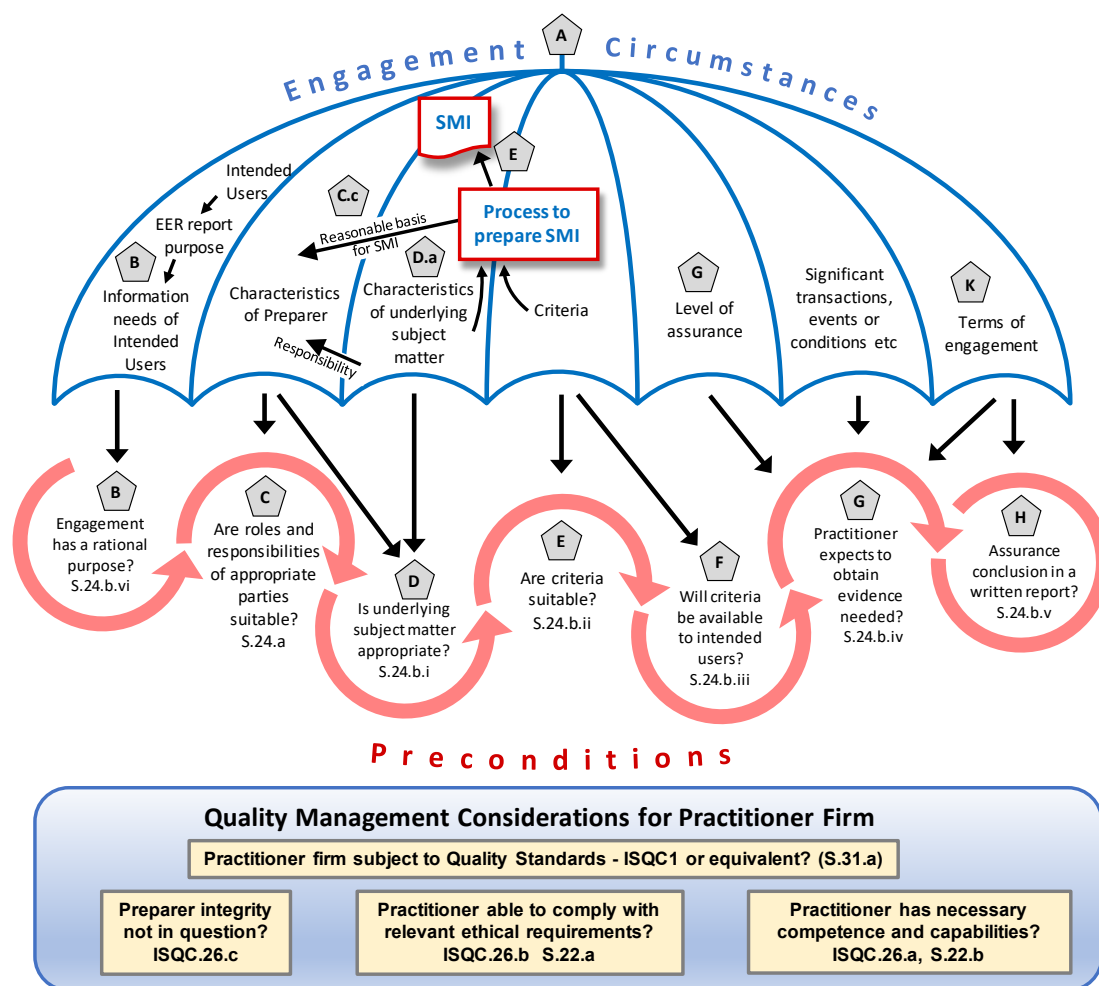 A
Engagement Circumstances
SMI
E
Intended
Users
EER report
purpose
B
Information
needs of
Intended
Users
C.c
Reasonable basis
for SMI
Process to
prepare SMI
D.a
Characteristics
of Preparer
Responsibility
Characteristics
of underlying
subject
matter
Criteria
G
Level of
assurance
Significant
transactions,
events or
conditions etc
K
Terms of
engagement
B
Engagement
has a rational
purpose?
S.24.b.vi
C
Are roles and
responsibilities
of appropriate
parties
suitable?
S.24.a
D
Is underlying
subject matter
appropriate?
S.24.b.i
E
Are criteria
suitable?
S.24.b.ii
F
Will criteria
be available
to intended
users?
S.24.b.iii
G
Practitioner
expects to
obtain
evidence
needed?
S.24.b.iv
H
Assurance
conclusion in a
written report?
S.24.b.v
Preconditions
Quality Management Considerations for Practitioner Firm
Practitioner firm subject to Quality Standards - ISQC1 or equivalent? (S.31.a)
Preparer integrity
not in question?
ISQC.26.c
Practitioner able to comply with
relevant ethical requirements?
ISQC.26.b S.22.a
Practitioner has necessary
competence and capabilities?
ISQC.26.a, S.22.b